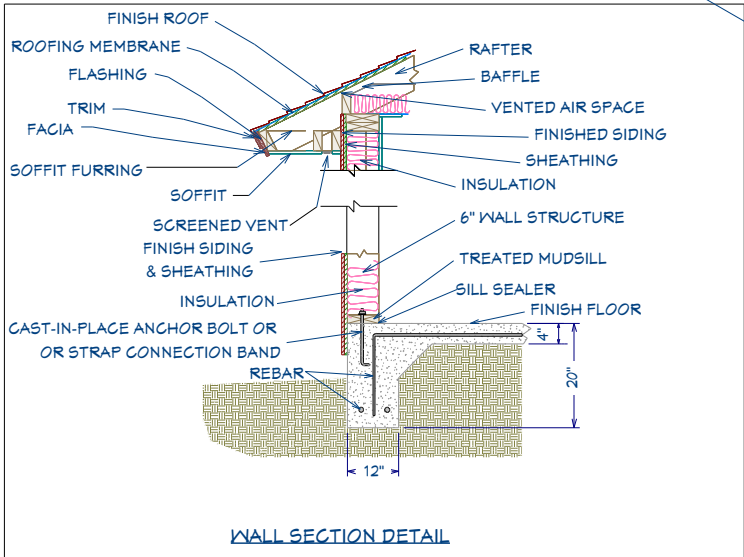 FINISH ROOF
ROOFING MEMBRANE
FLASHING
TRIM
FACIA
SOFFIT FURRING
SOFFIT
SCREENED VENT
RAFTER
BAFFLE
VENTED AIR SPACE
FINISHED SIDING
SHEATHING
INSULATION
6" WALL STRUCTURE
FINISH SIDING
& SHEATHING
INSULATION
CAST-IN-PLACE ANCHOR BOLT OR
OR STRAP CONNECTION BAND
REBAR
TREATED MUDSILL
SILL SEALER
FINISH FLOOR
4"
20"
12"
WALL SECTION DETAIL